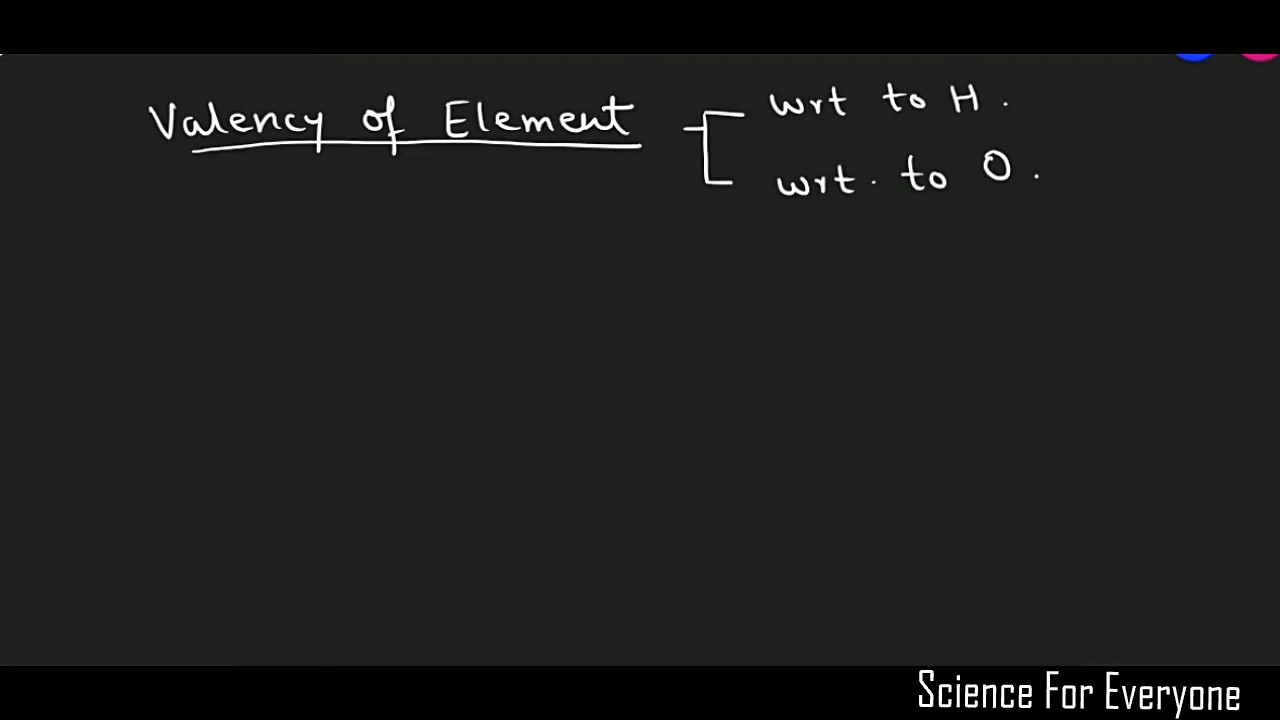 Valency of Element
wrt to H.
wrt. to O.
Science For Everyone